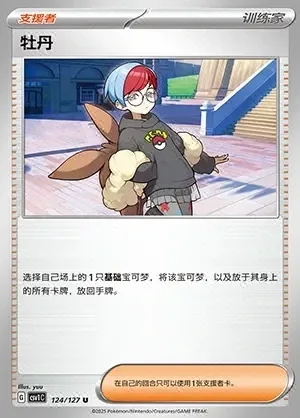 支援者
训练家
牡丹
选择自己场上的1只基础宝可梦，将该宝可梦，以及放于其身上
的所有卡牌，放回手牌。
illus. yuu
G CSV1C 124/127 U
在自己的回合只可以使用1张支援者卡。
©2025 Pokémon/Nintendo/Creatures/GAME FREAK.